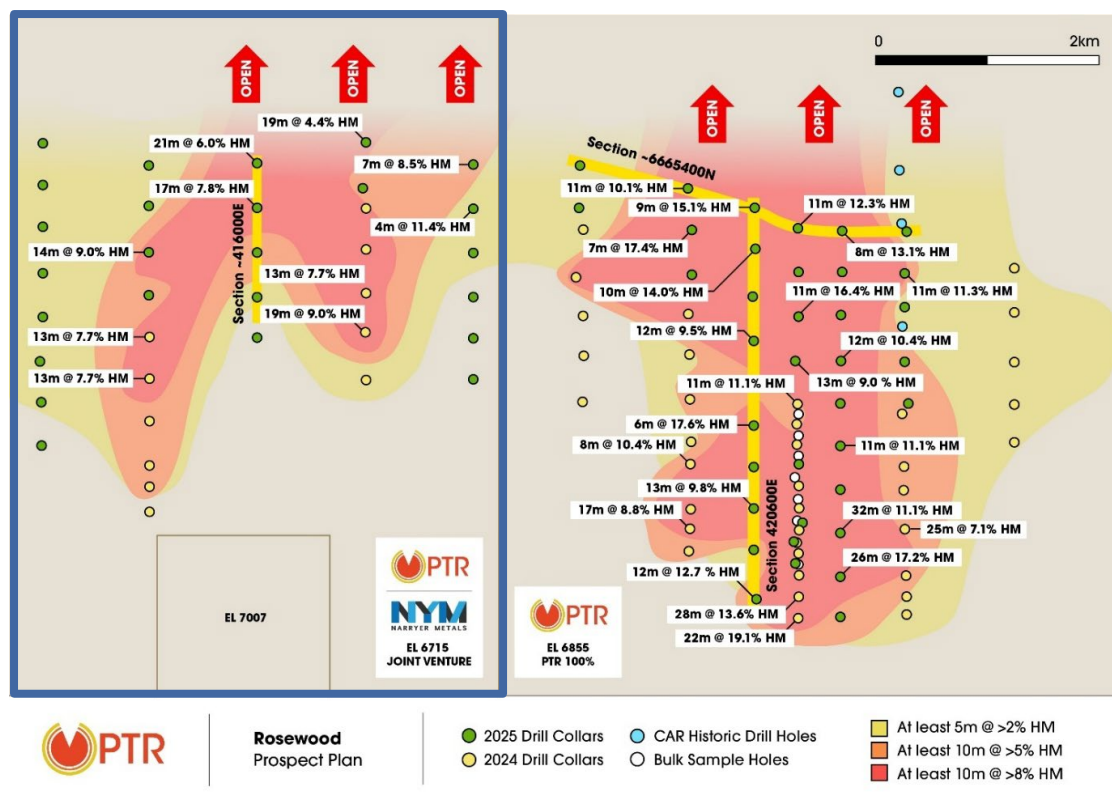 0 2km
OPEN
OPEN
OPEN
OPEN
OPEN
OPEN
19m @ 4.4% HM
21m @ 6.0% HM
7m @ 8.5% HM
17m @ 7.8% HM
4m @ 11.4% HM
14m @ 9.0% HM
Section ~416000E
13m @ 7.7% HM
19m @ 9.0% HM
13m @ 7.7% HM
13m @ 7.7% HM
EL 7007
PTR
NYM
NARRYER METALS
EL 6715
JOINT VENTURE
Section ~6665400N
11m @ 10.1% HM
9m @ 15.1% HM
11m @ 12.3% HM
7m @ 17.4% HM
8m @ 13.1% HM
10m @ 14.0% HM
11m @ 16.4% HM
11m @ 11.3% HM
12m @ 9.5% HM
12m @ 10.4% HM
11m @ 11.1% HM
13m @ 9.0 % HM
6m @ 17.6% HM
8m @ 10.4% HM
11m @ 11.1% HM
13m @ 9.8% HM
17m @ 8.8% HM
Section 420600E
32m @ 11.1% HM
25m @ 7.1% HM
26m @ 17.2% HM
12m @ 12.7 % HM
28m @ 13.6% HM
22m @ 19.1% HM
PTR
EL 6855
PTR 100%
PTR
Rosewood
Prospect Plan
2025 Drill Collars
2024 Drill Collars
CAR Historic Drill Holes
Bulk Sample Holes
At least 5m @ >2% HM
At least 10m @ >5% HM
At least 10m @ >8% HM